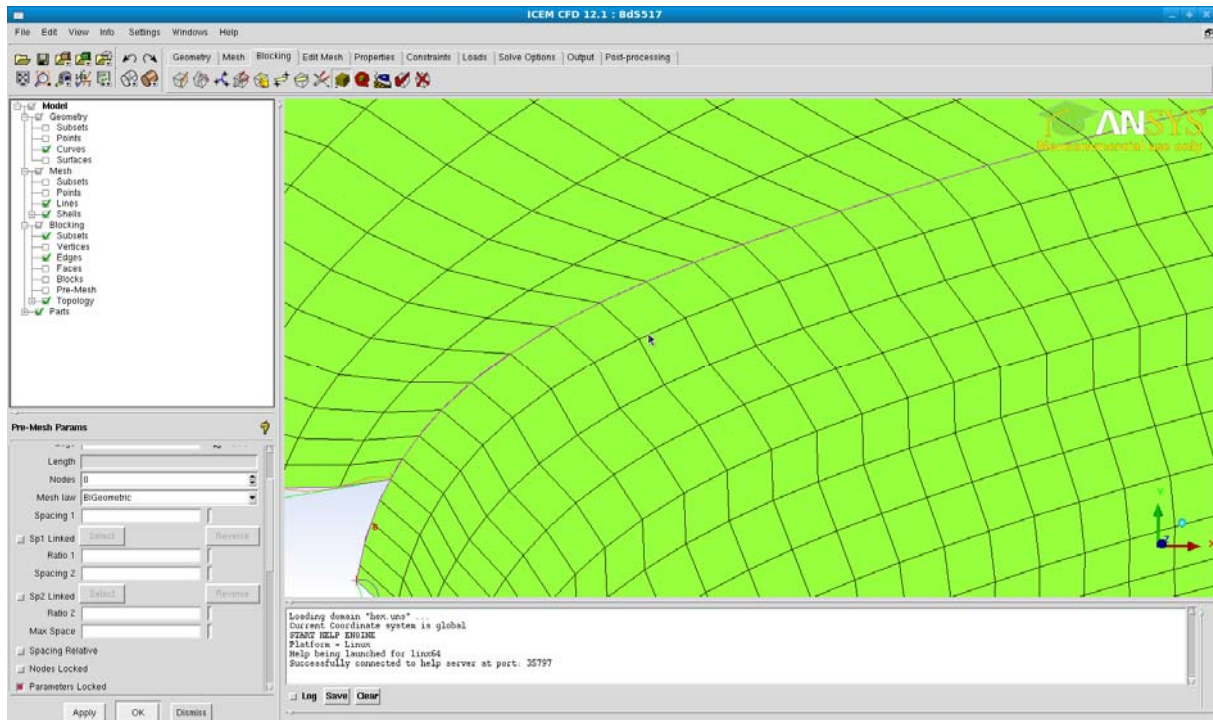 ICEM CFD 12.1 : BdS517
File Edit View Info Settings Windows Help
Geometry Mesh Blocking Edit Mesh Properties Constraints Loads Solve Options Output Post-processing
Model
Geometry
Subsets
Points
Curves
Surfaces
Mesh
Subsets
Points
Lines
Shells
Blocking
Subsets
Vertices
Edges
Faces
Blocks
Pre-Mesh
Topology
Parts
ANSYS
Noncommercial use only
Y
Z
X
Pre-Mesh Params
Length
Nodes 0
Mesh law BiGeometric
Spacing 1
Sp1 Linked Select Reverse
Ratio 1
Spacing 2
Sp2 Linked Select Reverse
Ratio 2
Max Space
Spacing Relative
Nodes Locked
Parameters Locked
Apply OK Dismiss
Loading domain "hex.uns" ...
Current Coordinate system is global
START HELP ENGINE
Platform = Linux
Help being launched for linx64
Successfully connected to help server at port: 35797
Log Save Clear